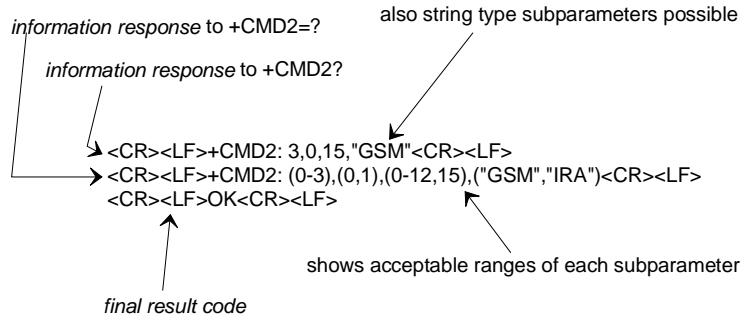 also string type subparameters possible
information response to +CMD2=?
information response to +CMD2?
<CR><LF>+CMD2: 3,0,15,"GSM"<CR><LF>
<CR><LF>+CMD2: (0-3),(0,1),(0-12,15),("GSM","IRA")<CR><LF>
<CR><LF>OK<CR><LF>
shows acceptable ranges of each subparameter
final result code